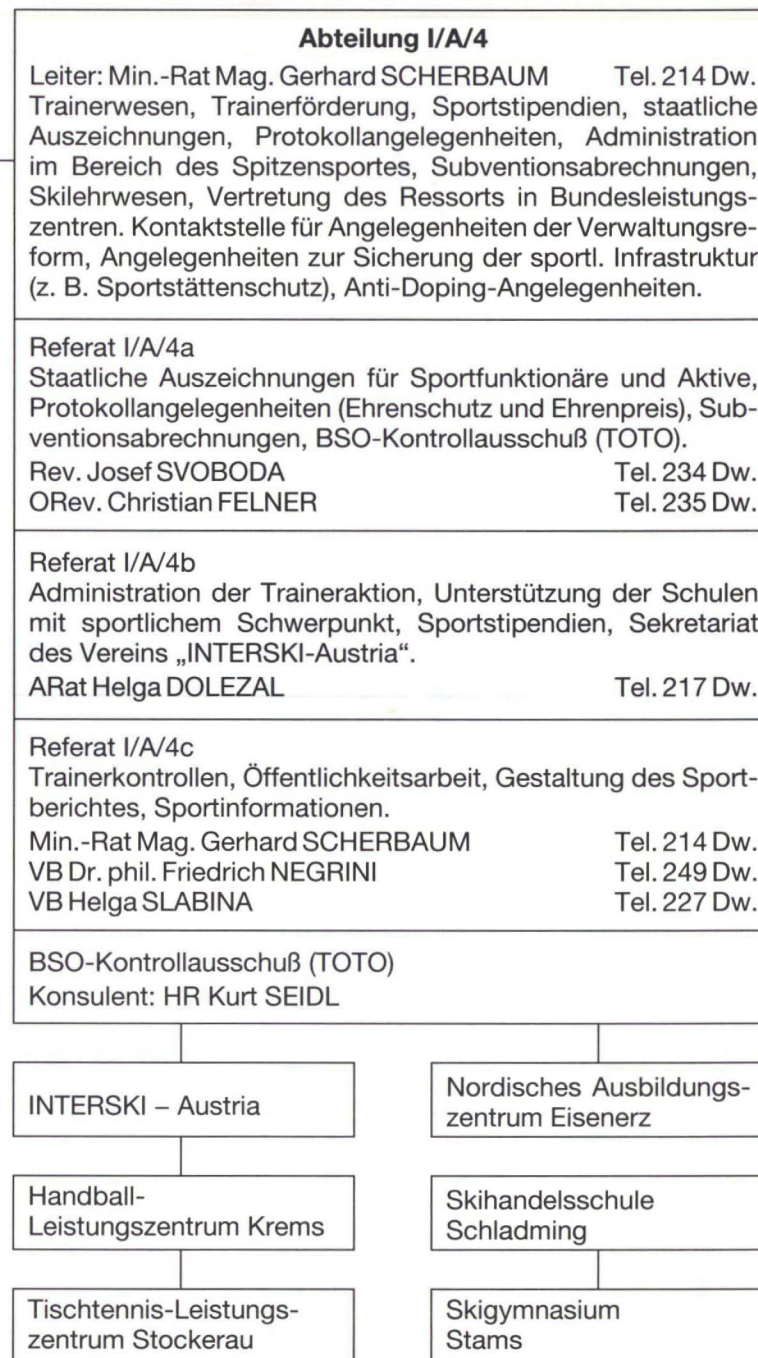 Abteilung I/A/4
Leiter: Min.-Rat Mag. Gerhard SCHERBAUM Tel. 214 Dw.
Trainerwesen, Trainerförderung, Sportstipendien, staatliche
Auszeichnungen, Protokollangelegenheiten, Administration
im Bereich des Spitzensportes, Subventionsabrechnungen,
Skilehrwesen, Vertretung des Ressorts in Bundesleistungs-
zentren. Kontaktstelle für Angelegenheiten der Verwaltungsre-
form, Angelegenheiten zur Sicherung der sportl. Infrastruktur
(z. B. Sportstättenschutz), Anti-Doping-Angelegenheiten.
Referat I/A/4a
Staatliche Auszeichnungen für Sportfunktionäre und Aktive,
Protokollangelegenheiten (Ehrenschutz und Ehrenpreis), Sub-
ventionsabrechnungen, BSO-Kontrollausschuß (TOTO).
Rev. Josef SVOBODA Tel. 234 Dw.
ORev. Christian FELNER Tel. 235 Dw.
Referat I/A/4b
Administration der Traineraktion, Unterstützung der Schulen
mit sportlichem Schwerpunkt, Sportstipendien, Sekretariat
des Vereins „INTERSKI-Austria“.
ARat Helga DOLEZAL Tel. 217 Dw.
Referat I/A/4c
Trainerkontrollen, Öffentlichkeitsarbeit, Gestaltung des Sport-
berichtes, Sportinformationen.
Min.-Rat Mag. Gerhard SCHERBAUM Tel. 214 Dw.
VB Dr. phil. Friedrich NEGRINI Tel. 249 Dw.
VB Helga SLABINA Tel. 227 Dw.
BSO-Kontrollausschuß (TOTO)
Konsulent: HR Kurt SEIDL
INTERSKI – Austria
Handball-
Leistungszentrum Krems
Tischtennis-Leistungs-
zentrum Stockerau
Nordisches Ausbildungs-
zentrum Eisenerz
Skihandelsschule
Schladming
Skigymnasium
Stams